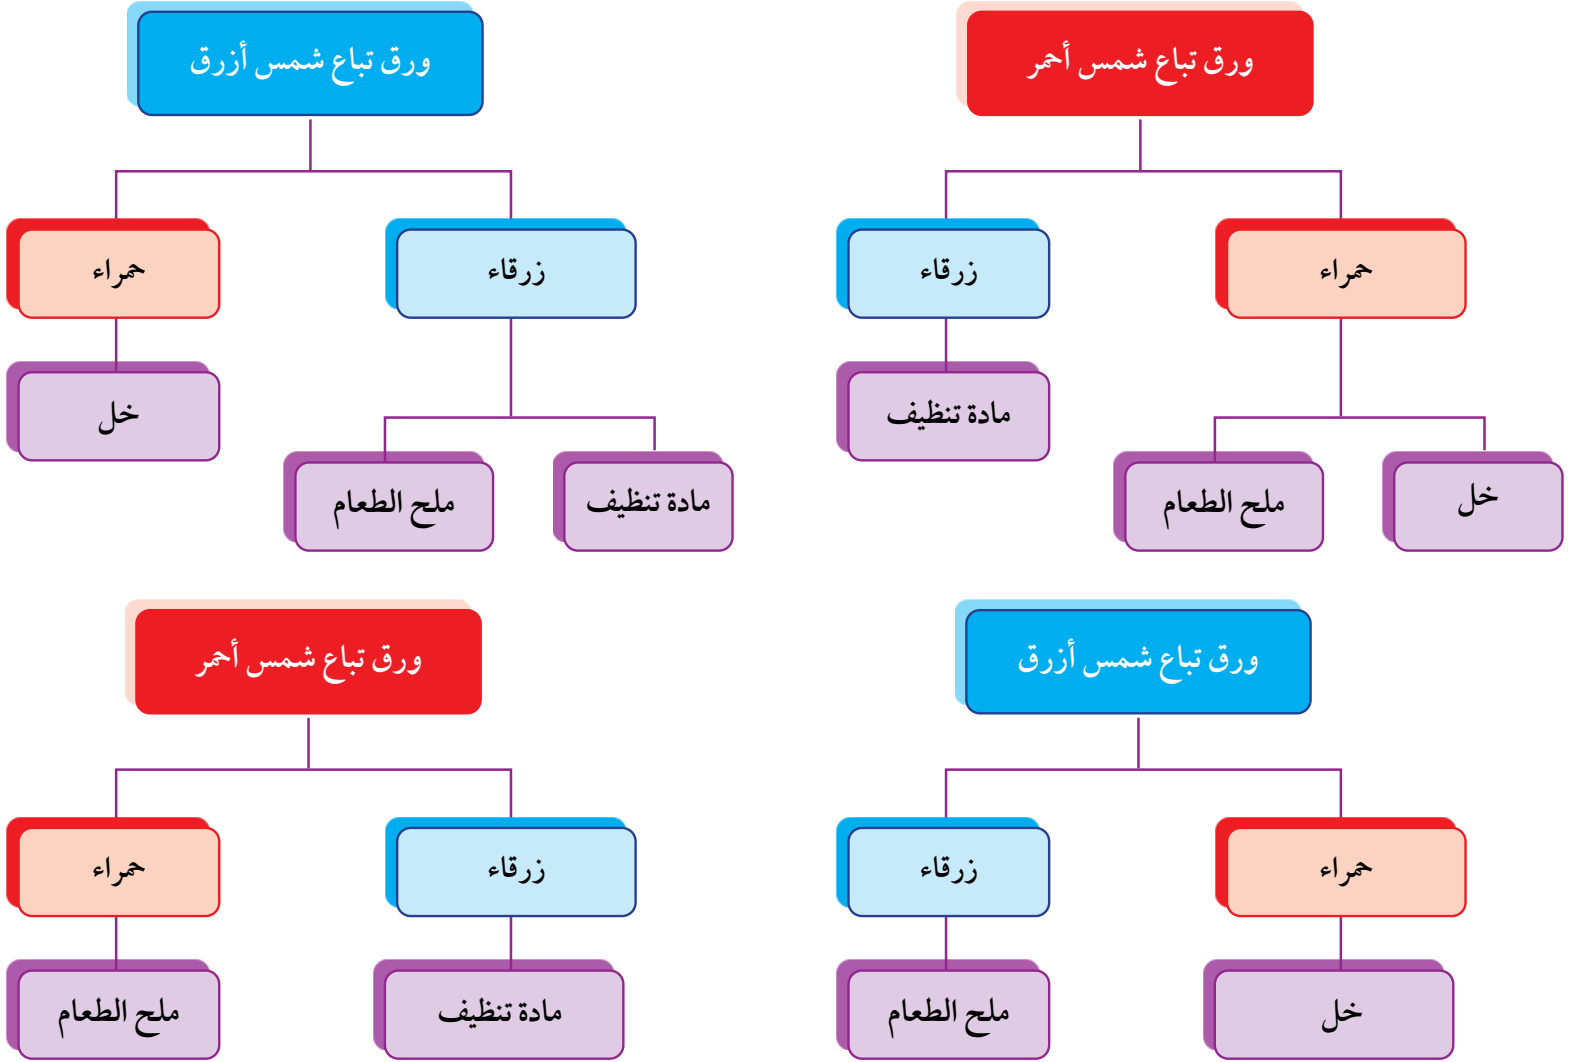 ورق تباع شمس أحمر
حمراء
زرقاء
خل
ملح الطعام
مادة تنظيف
ورق تباع شمس أزرق
زرقاء
حمراء
مادة تنظيف
ملح الطعام
خل
ورق تباع شمس أزرق
حمراء
زرقاء
خل
ملح الطعام
ورق تباع شمس أحمر
زرقاء
حمراء
مادة تنظيف
ملح الطعام